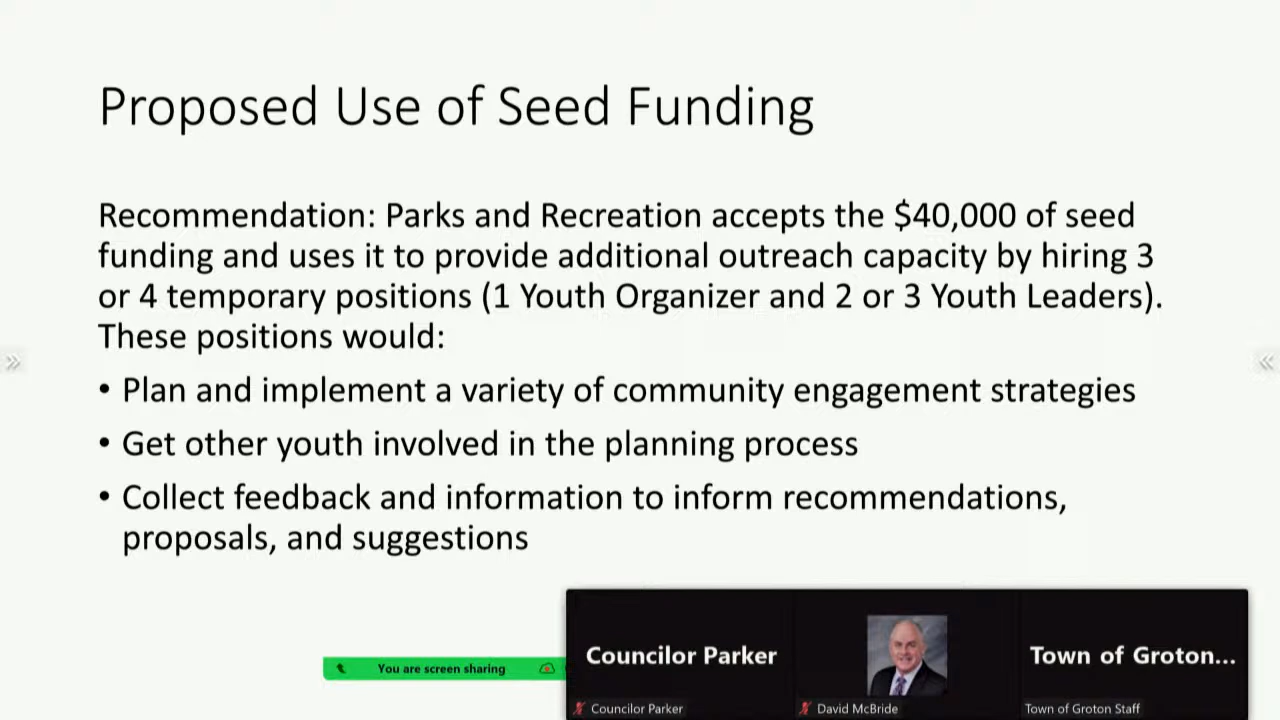 Proposed Use of Seed Funding
Recommendation: Parks and Recreation accepts the $40,000 of seed
funding and uses it to provide additional outreach capacity by hiring 3
or 4 temporary positions (1 Youth Organizer and 2 or 3 Youth Leaders).
These positions would:
• Plan and implement a variety of community engagement strategies
• Get other youth involved in the planning process
• Collect feedback and information to inform recommendations,
proposals, and suggestions
You are screen sharing
Councilor Parker
Town of Groton...
Councilor Parker
David McBride
Town of Groton Staff